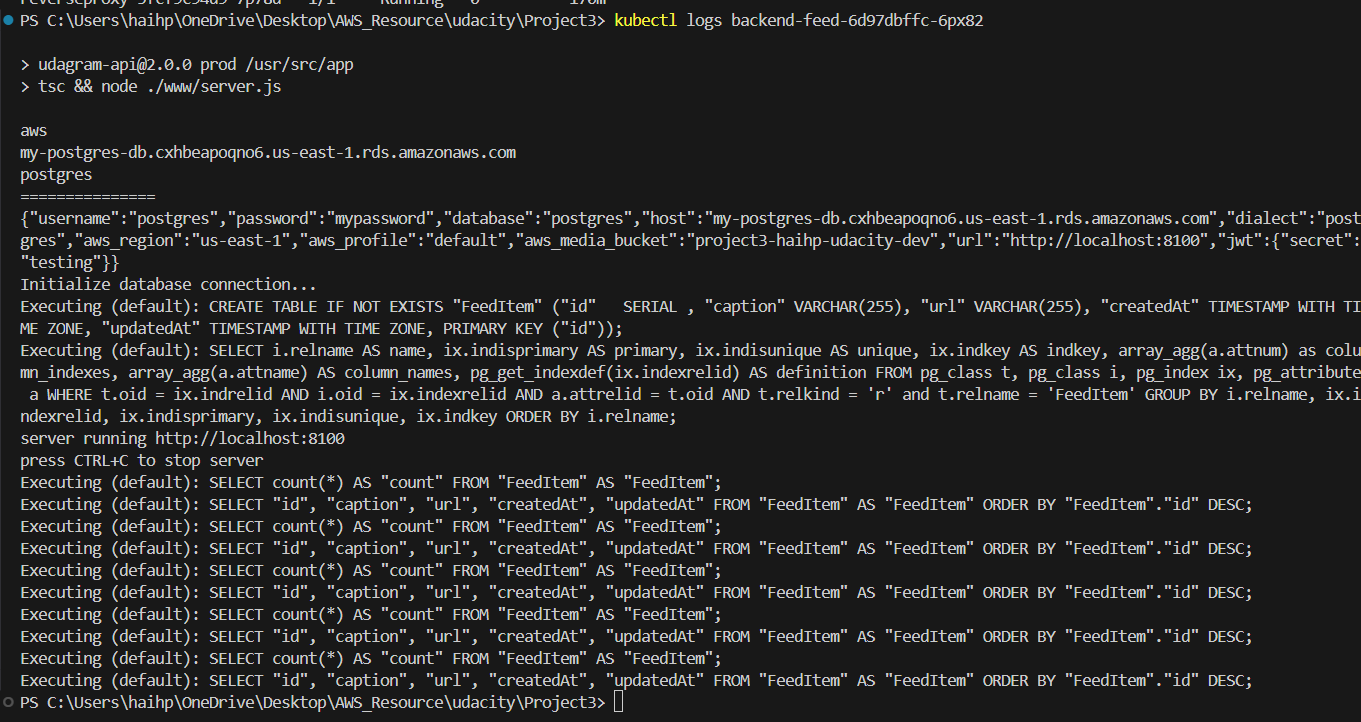 PS C:\Users\haihp\OneDrive\Desktop\AWS_Resource\udacity\Project3> kubectl logs backend-feed-6d97dbffc-6px82
> udagram-api@2.0.0 prod /usr/src/app
> tsc && node ./www/server.js
aws
my-postgres-db.cxhbeapoqno6.us-east-1.rds.amazonaws.com
postgres
===============
{"username":"postgres","password":"mypassword","database":"postgres","host":"my-postgres-db.cxhbeapoqno6.us-east-1.rds.amazonaws.com","dialect":"post
gres","aws_region":"us-east-1","aws_profile":"default","aws_media_bucket":"project3-haihp-udacity-dev","url":"http://localhost:8100","jwt":{"secret":
"testing"}}
Initialize database connection...
Executing (default): CREATE TABLE IF NOT EXISTS "FeedItem" ("id"   SERIAL , "caption" VARCHAR(255), "url" VARCHAR(255), "createdAt" TIMESTAMP WITH TI
ME ZONE, "updatedAt" TIMESTAMP WITH TIME ZONE, PRIMARY KEY ("id"));
Executing (default): SELECT i.relname AS name, ix.indisprimary AS primary, ix.indisunique AS unique, ix.indkey AS indkey, array_agg(a.attnum) as colu
mn_indexes, array_agg(a.attname) AS column_names, pg_get_indexdef(ix.indexrelid) AS definition FROM pg_class t, pg_class i, pg_index ix, pg_attribute
 a WHERE t.oid = ix.indrelid AND i.oid = ix.indexrelid AND a.attrelid = t.oid AND t.relkind = 'r' and t.relname = 'FeedItem' GROUP BY i.relname, ix.i
ndexrelid, ix.indisprimary, ix.indisunique, ix.indkey ORDER BY i.relname;
server running http://localhost:8100
press CTRL+C to stop server
Executing (default): SELECT count(*) AS "count" FROM "FeedItem" AS "FeedItem";
Executing (default): SELECT "id", "caption", "url", "createdAt", "updatedAt" FROM "FeedItem" AS "FeedItem" ORDER BY "FeedItem"."id" DESC;
Executing (default): SELECT count(*) AS "count" FROM "FeedItem" AS "FeedItem";
Executing (default): SELECT "id", "caption", "url", "createdAt", "updatedAt" FROM "FeedItem" AS "FeedItem" ORDER BY "FeedItem"."id" DESC;
Executing (default): SELECT count(*) AS "count" FROM "FeedItem" AS "FeedItem";
Executing (default): SELECT "id", "caption", "url", "createdAt", "updatedAt" FROM "FeedItem" AS "FeedItem" ORDER BY "FeedItem"."id" DESC;
Executing (default): SELECT count(*) AS "count" FROM "FeedItem" AS "FeedItem";
Executing (default): SELECT "id", "caption", "url", "createdAt", "updatedAt" FROM "FeedItem" AS "FeedItem" ORDER BY "FeedItem"."id" DESC;
Executing (default): SELECT count(*) AS "count" FROM "FeedItem" AS "FeedItem";
Executing (default): SELECT "id", "caption", "url", "createdAt", "updatedAt" FROM "FeedItem" AS "FeedItem" ORDER BY "FeedItem"."id" DESC;
PS C:\Users\haihp\OneDrive\Desktop\AWS_Resource\udacity\Project3>